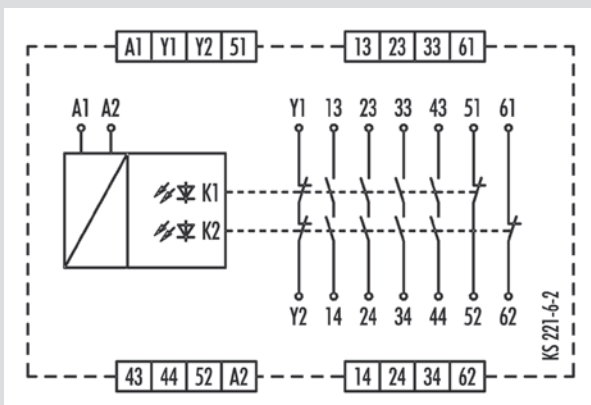 A1 Y1 Y2 51 13 23 33 61
A1 A2 Y1 13 23 33 43 51 61
K1
K2
Y2 14 24 34 44 52 62
KS 221-6-2
43 44 52 A2 14 24 34 62